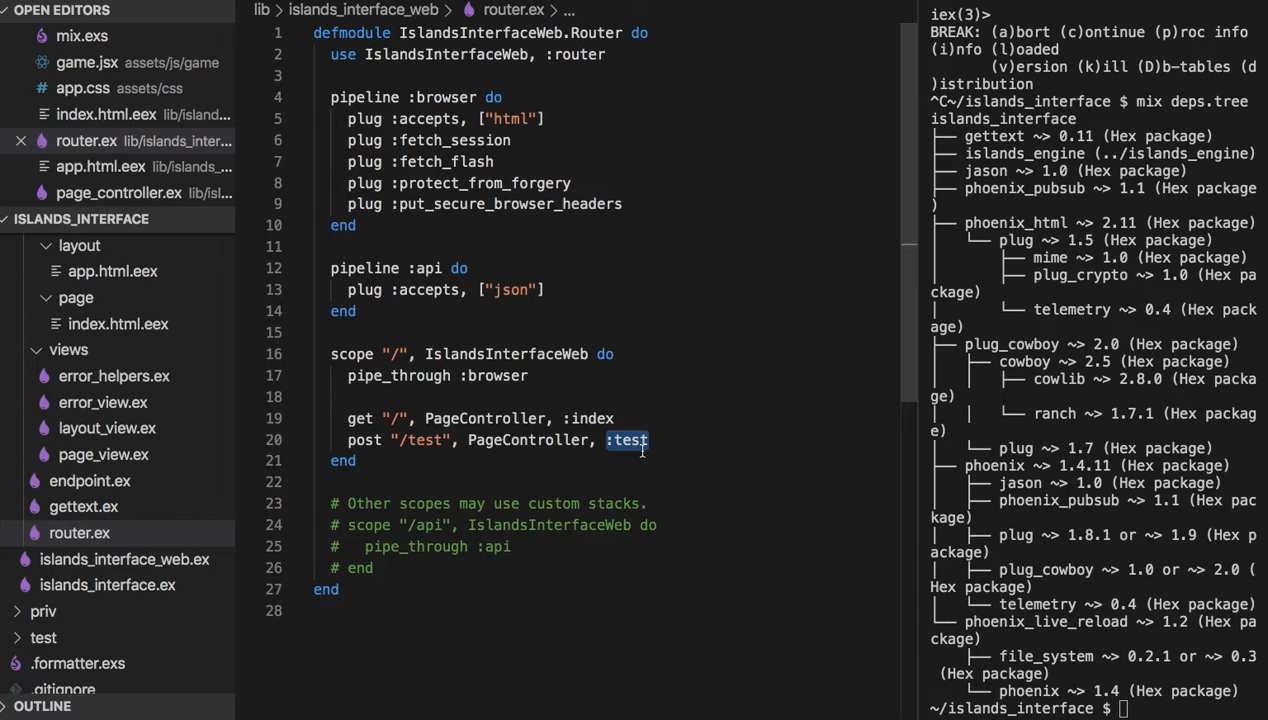 OPEN EDITORS
mix.exs
game.jsx assets/js/game
app.css assets/css
index.html.eex lib/island...
router.ex lib/islands_inter...
app.html.eex lib/islands_...
page_controller.ex lib/isl...
ISLANDS_INTERFACE
layout
app.html.eex
page
index.html.eex
views
error_helpers.ex
error_view.ex
layout_view.ex
page_view.ex
endpoint.ex
gettext.ex
router.ex
islands_interface_web.ex
islands_interface.ex
priv
test
.formatter.exs
.gitignore
OUTLINE
lib > islands_interface_web > router.ex > ...
1 defmodule IslandsInterfaceWeb.Router do
2 use IslandsInterfaceWeb, :router
3
4 pipeline :browser do
5 plug :accepts, ["html"]
6 plug :fetch_session
7 plug :fetch_flash
8 plug :protect_from_forgery
9 plug :put_secure_browser_headers
10 end
11
12 pipeline :api do
13 plug :accepts, ["json"]
14 end
15
16 scope "/", IslandsInterfaceWeb do
17 pipe_through :browser
18
19 get "/", PageController, :index
20 post "/test", PageController, :test
21 end
22
23 # Other scopes may use custom stacks.
24 # scope "/api", IslandsInterfaceWeb do
25 #   pipe_through :api
26 # end
27 end
28
iex(3)>
BREAK: (a)bort (c)ontinue (p)roc info
(i)nfo (l)oaded
(v)ersion (k)ill (D)b-tables (d
)istribution
^C~/islands_interface $ mix deps.tree
islands_interface
├── gettext ~> 0.11 (Hex package)
├── islands_engine (../islands_engine)
├── jason ~> 1.0 (Hex package)
├── phoenix_pubsub ~> 1.1 (Hex package
)
├── phoenix_html ~> 2.11 (Hex package)
│   └── plug ~> 1.5 (Hex package)
│       ├── mime ~> 1.0 (Hex package)
│       ├── plug_crypto ~> 1.0 (Hex pa
ckage)
│       └── telemetry ~> 0.4 (Hex pack
age)
├── plug_cowboy ~> 2.0 (Hex package)
│   ├── cowboy ~> 2.5 (Hex package)
│   │   ├── cowlib ~> 2.8.0 (Hex packa
ge)
│   │   └── ranch ~> 1.7.1 (Hex packag
e)
│   └── plug ~> 1.7 (Hex package)
├── phoenix ~> 1.4.11 (Hex package)
│   ├── jason ~> 1.0 (Hex package)
│   ├── phoenix_pubsub ~> 1.1 (Hex pac
kage)
│   ├── plug ~> 1.8.1 or ~> 1.9 (Hex p
ackage)
│   ├── plug_cowboy ~> 1.0 or ~> 2.0 (
Hex package)
│   └── telemetry ~> 0.4 (Hex package)
└── phoenix_live_reload ~> 1.2 (Hex pa
ckage)
├── file_system ~> 0.2.1 or ~> 0.3
(Hex package)
└── phoenix ~> 1.4 (Hex package)
~/islands_interface $